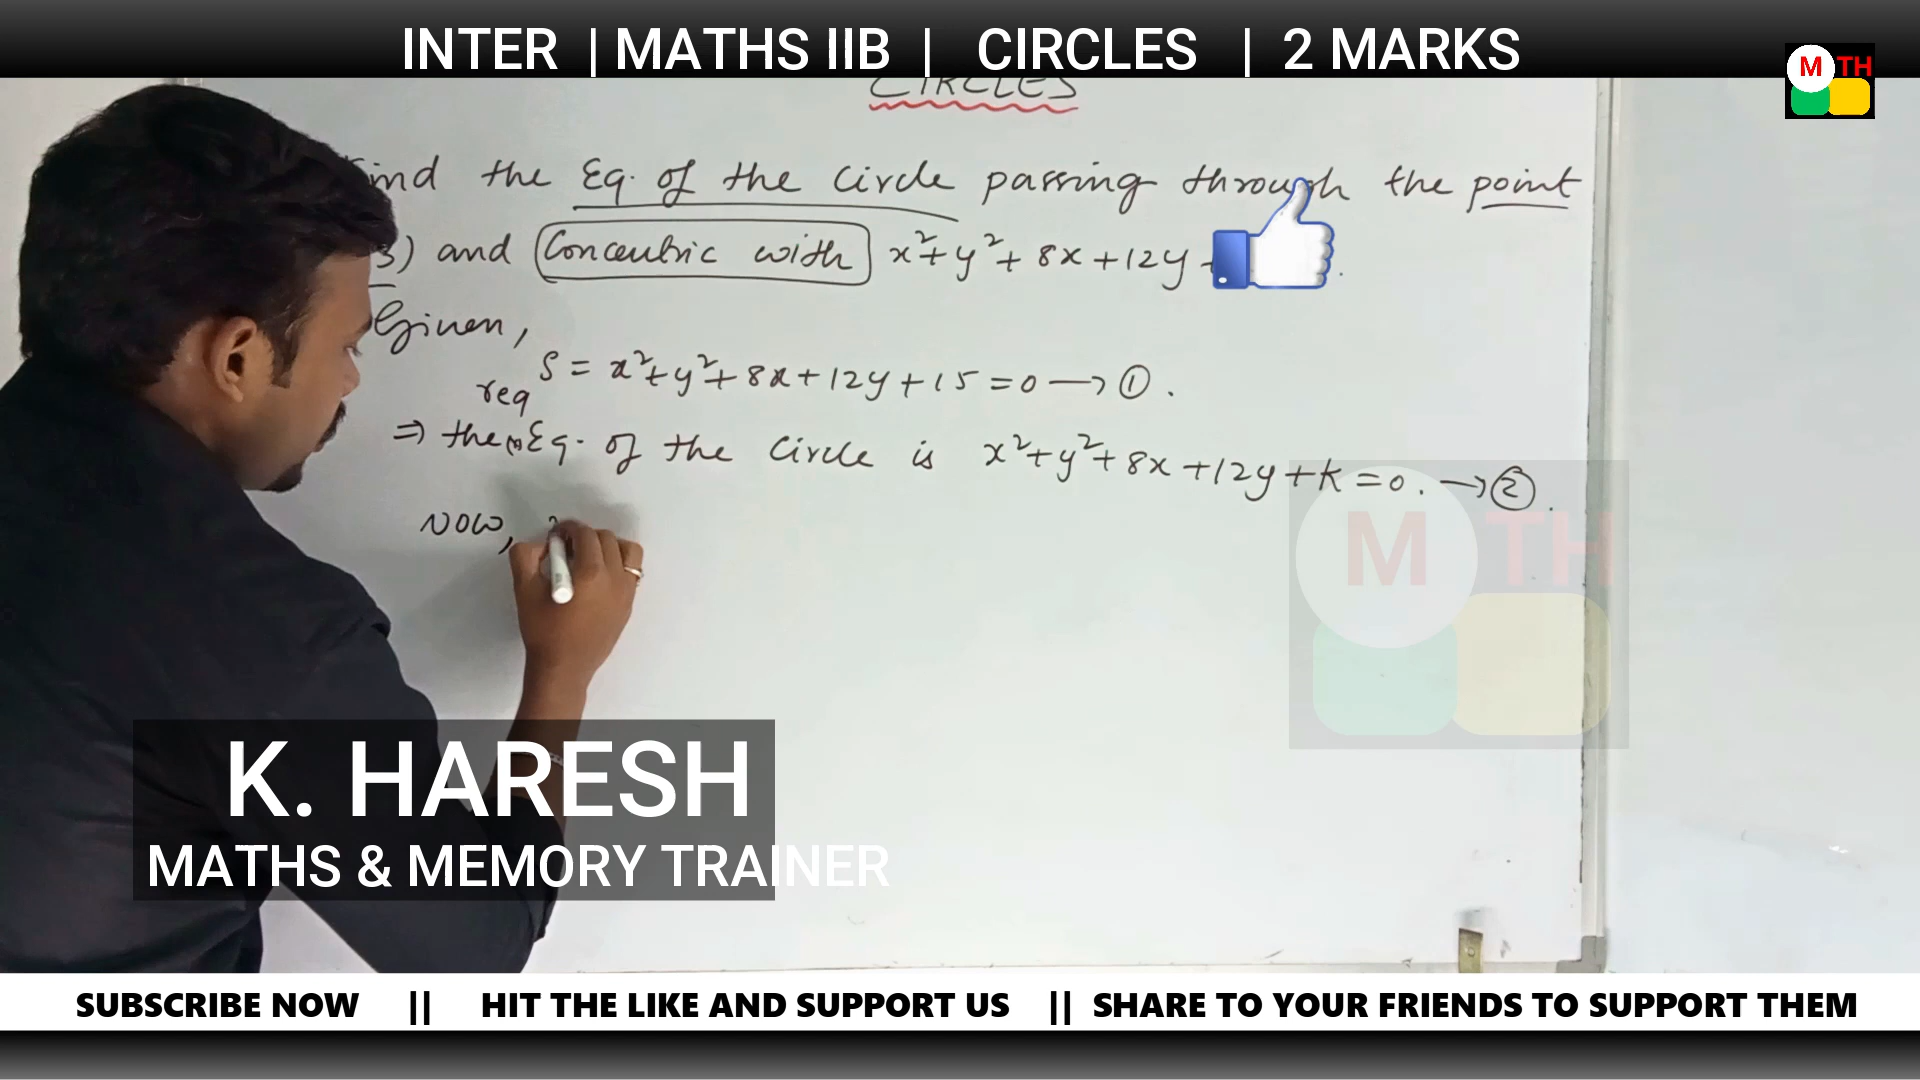 INTER | MATHS IIB | CIRCLES | 2 MARKS
M TH
CIRCLES
Find the Eq. of the Circle passing through the point
3) and Concentric with x²+y²+8x+12y+
Given,
S = x²+y²+8x+12y+15=0 → ①.
req
⇒ the Eq. of the Circle is x²+y²+8x+12y+k=0. → ②.
NOW,
M TH
K. HARESH
MATHS & MEMORY TRAINER
SUBSCRIBE NOW || HIT THE LIKE AND SUPPORT US || SHARE TO YOUR FRIENDS TO SUPPORT THEM